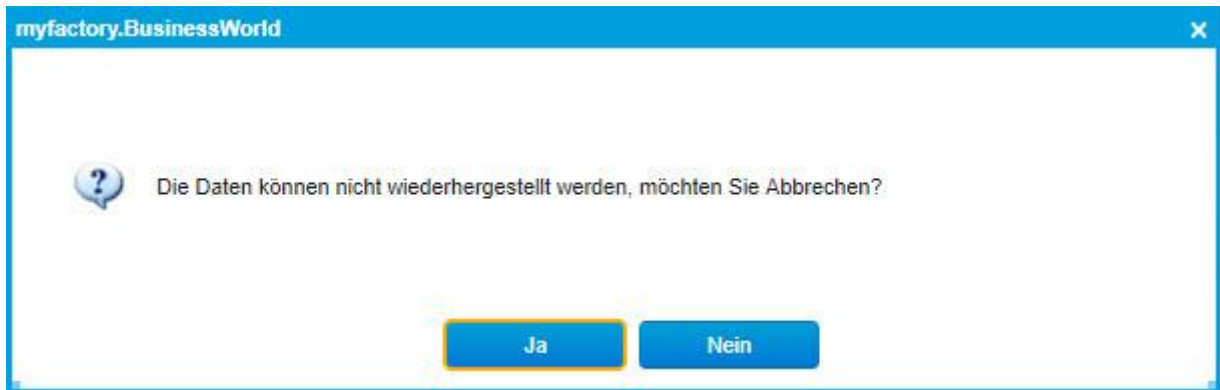 myfactory.BusinessWorld
Die Daten können nicht wiederhergestellt werden, möchten Sie Abbrechen?
Ja Nein